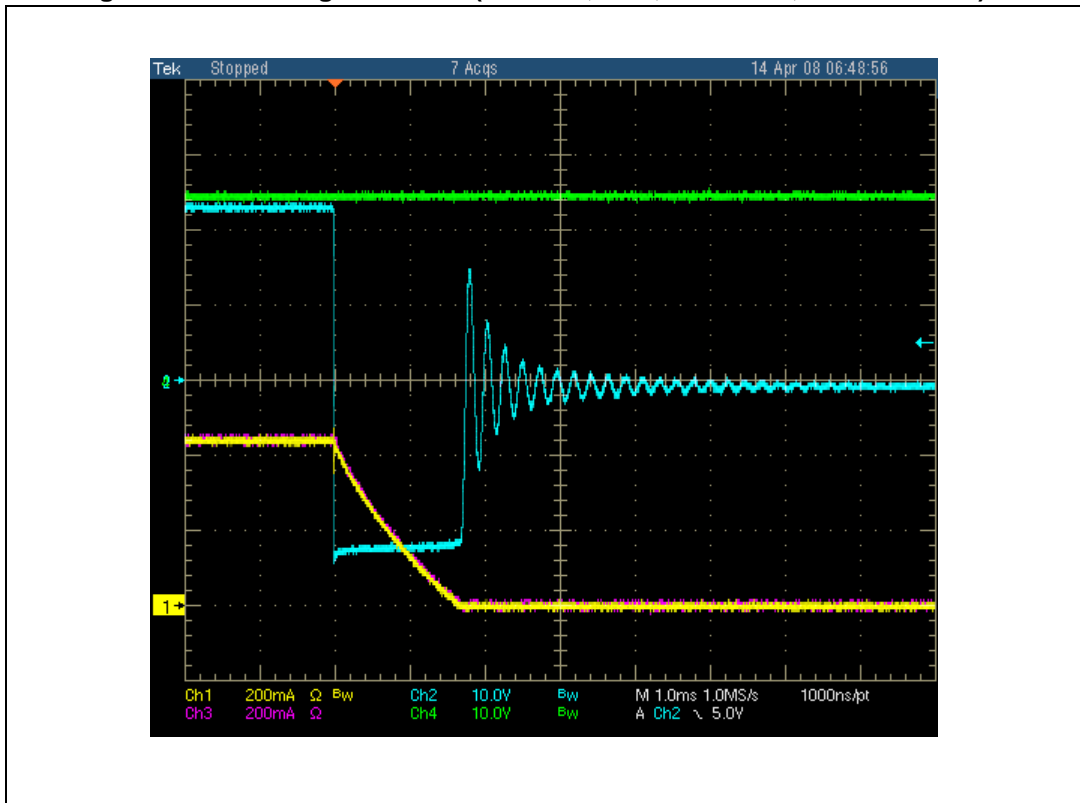 Tek Stopped 7 Acqs 14 Apr 08 06:48:56
1
Ch1 200mA Ω Bw Ch2 10.0V Bw M 1.0ms 1.0MS/s 1000ns/pt
Ch3 200mA Ω Ch4 10.0V Bw A Ch2 ∖ 5.0V